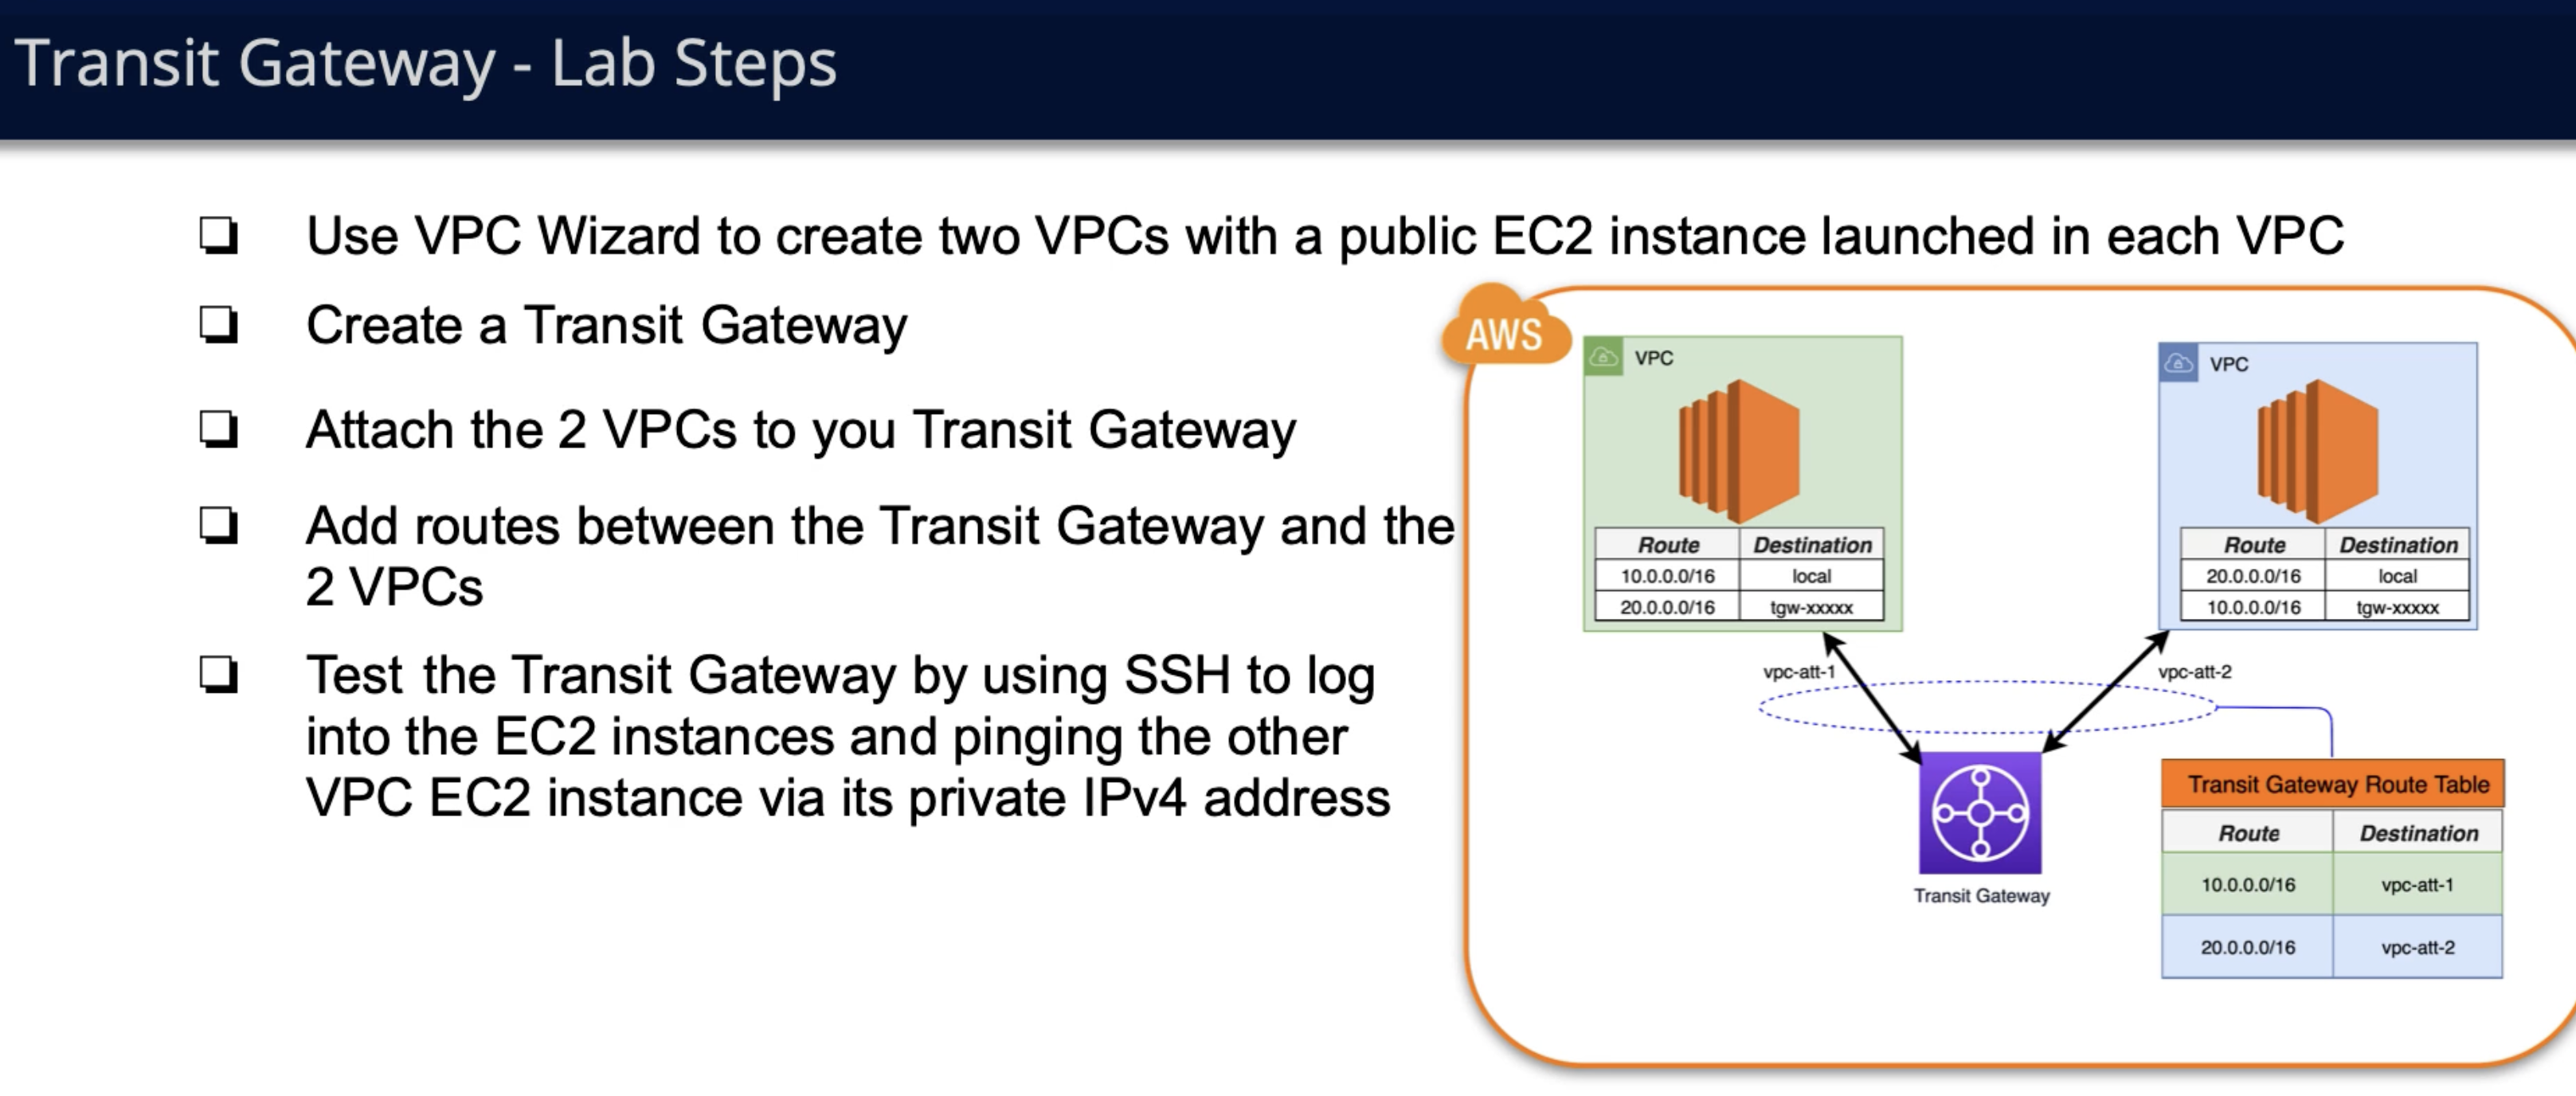 Transit Gateway - Lab Steps
Use VPC Wizard to create two VPCs with a public EC2 instance launched in each VPC
Create a Transit Gateway
Attach the 2 VPCs to you Transit Gateway
Add routes between the Transit Gateway and the
2 VPCs
Test the Transit Gateway by using SSH to log
into the EC2 instances and pinging the other
VPC EC2 instance via its private IPv4 address
AWS
VPC
Route Destination
10.0.0.0/16 local
20.0.0.0/16 tgw-xxxxx
VPC
Route Destination
20.0.0.0/16 local
10.0.0.0/16 tgw-xxxxx
vpc-att-1
vpc-att-2
Transit Gateway
Transit Gateway Route Table
Route Destination
10.0.0.0/16 vpc-att-1
20.0.0.0/16 vpc-att-2